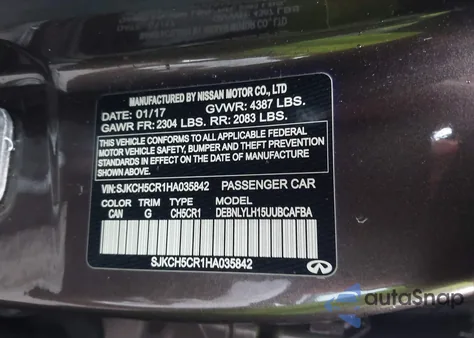 MANUFACTURED BY NISSAN MOTOR CO., LTD
DATE: 01/17 GVWR: 4387 LBS.
GAWR FR: 2304 LBS. RR: 2083 LBS.
THIS VEHICLE CONFORMS TO ALL APPLICABLE FEDERAL
MOTOR VEHICLE SAFETY, BUMPER AND THEFT PREVENTION
STANDARDS IN EFFECT ON THE DATE OF MANUFACTURE
SHOWN ABOVE.
VIN: SJKCH5CR1HA035842 PASSENGER CAR
COLOR TRIM TYPE
CAN G CH5CR1 DEBNLYLH15UUBCAFBA
SJKCH5CR1HA035842
INFINITI
autoSnap